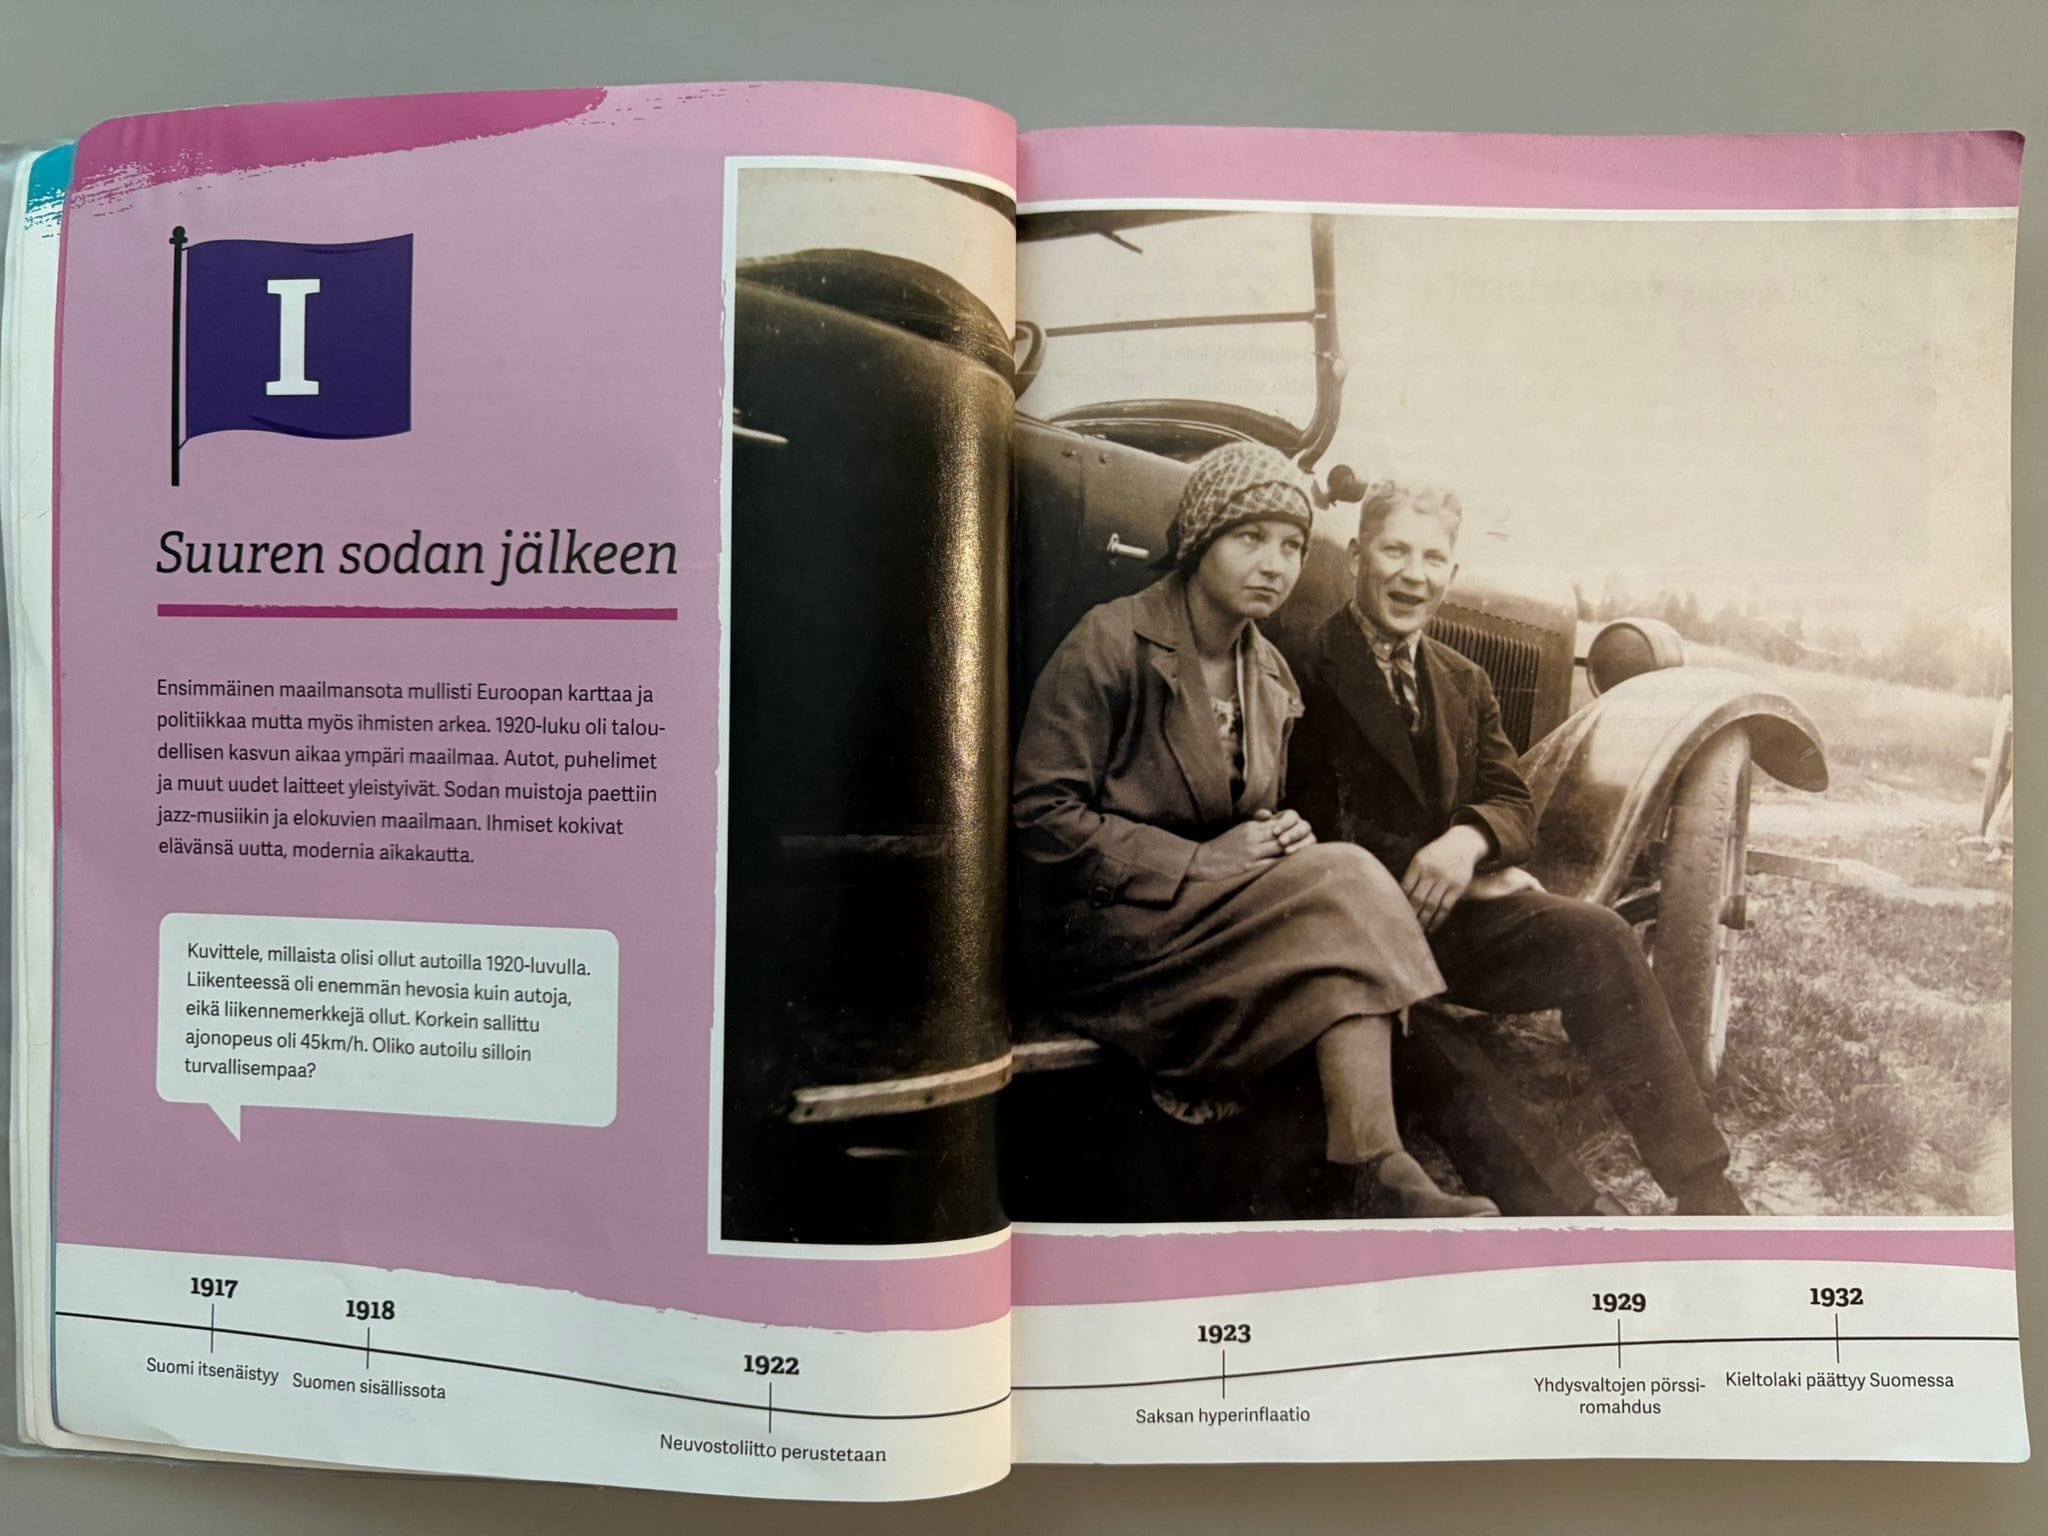 I
Suuren sodan jälkeen
Ensimmäinen maailmansota mullisti Euroopan karttaa ja
politiikkaa mutta myös ihmisten arkea. 1920-luku oli talou-
dellisen kasvun aikaa ympäri maailmaa. Autot, puhelimet
ja muut uudet laitteet yleistyivät. Sodan muistoja paettiin
jazz-musiikin ja elokuvien maailmaan. Ihmiset kokivat
elävänsä uutta, modernia aikakautta.
Kuvittele, millaista olisi ollut autoilla 1920-luvulla.
Liikenteessä oli enemmän hevosia kuin autoja,
eikä liikennemerkkejä ollut. Korkein sallittu
ajonopeus oli 45km/h. Oliko autoilu silloin
turvallisempaa?
1917
Suomi itsenäistyy
1918
Suomen sisällissota
1922
Neuvostoliitto perustetaan
1923
Saksan hyperinflaatio
1929
Yhdysvaltojen pörssi-
romahdus
1932
Kieltolaki päättyy Suomessa